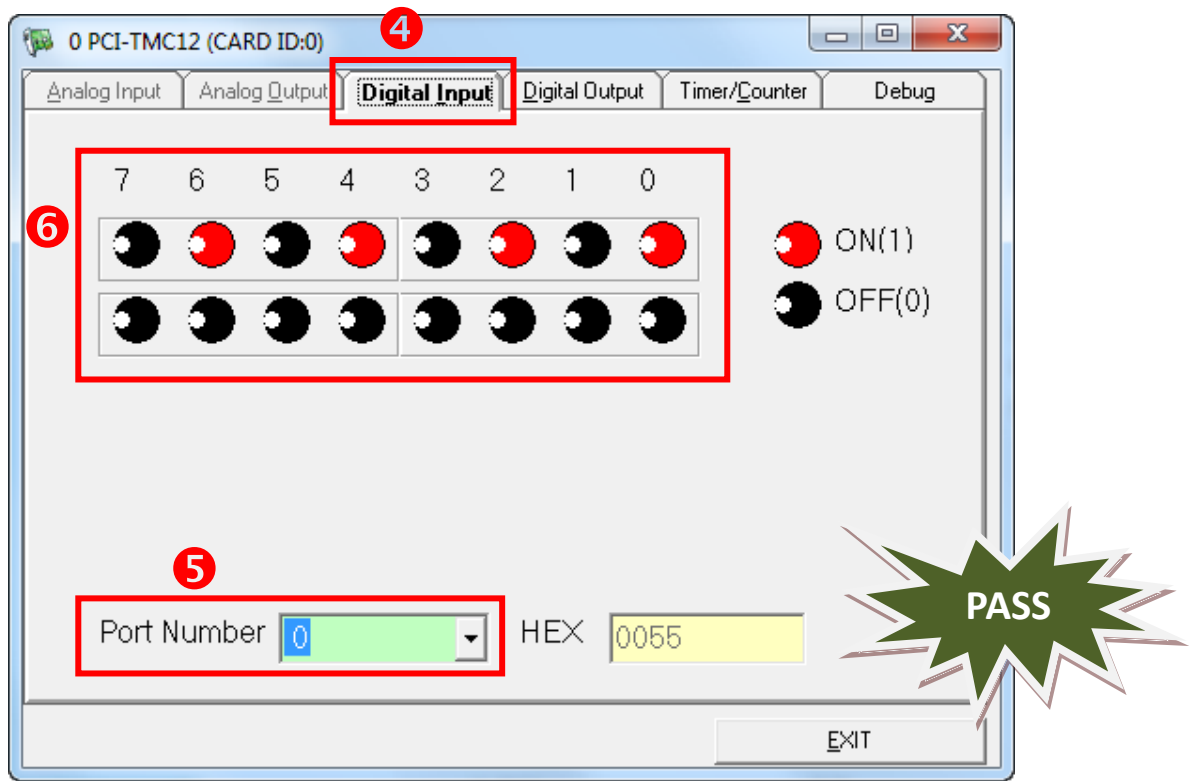 4
0 PCI-TMC12 (CARD ID:0)
Analog Input Analog Output Digital Input Digital Output Timer/Counter Debug
7 6 5 4 3 2 1 0
6
ON(1)
OFF(0)
5
PASS
Port Number 0 HEX 0055
EXIT